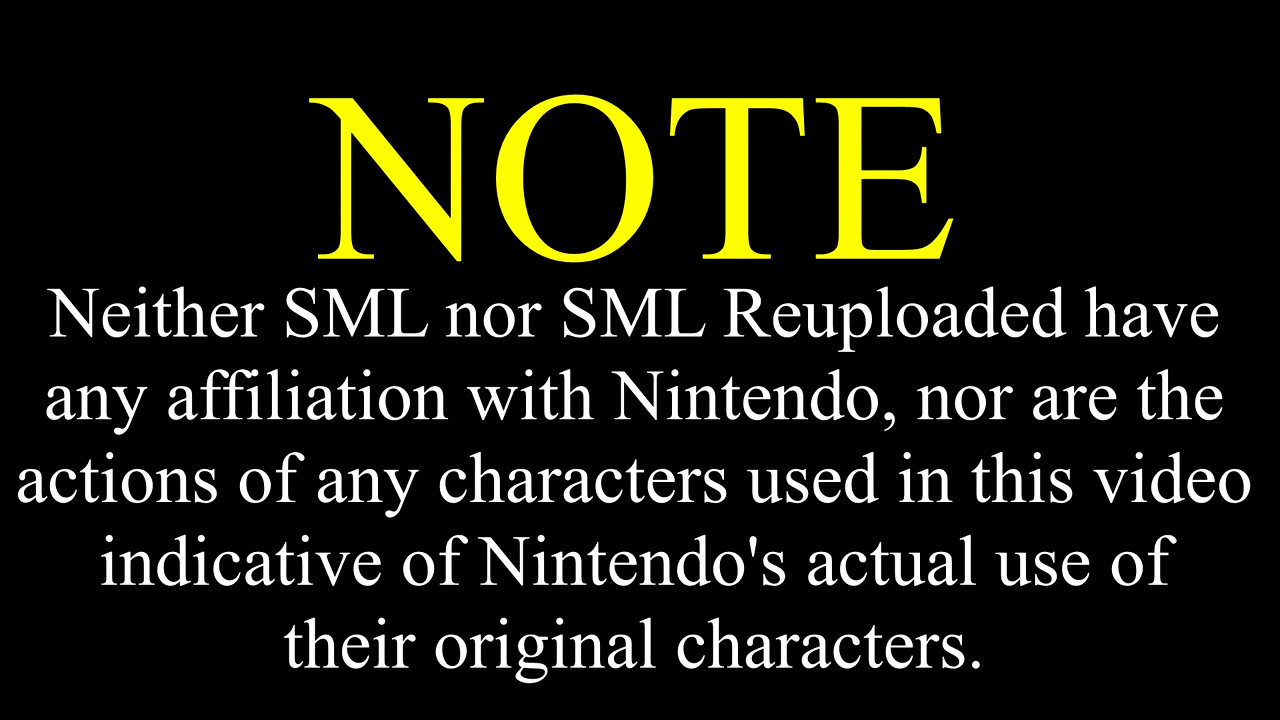 NOTE
Neither SML nor SML Reuploaded have
any affiliation with Nintendo, nor are the
actions of any characters used in this video
indicative of Nintendo's actual use of
their original characters.